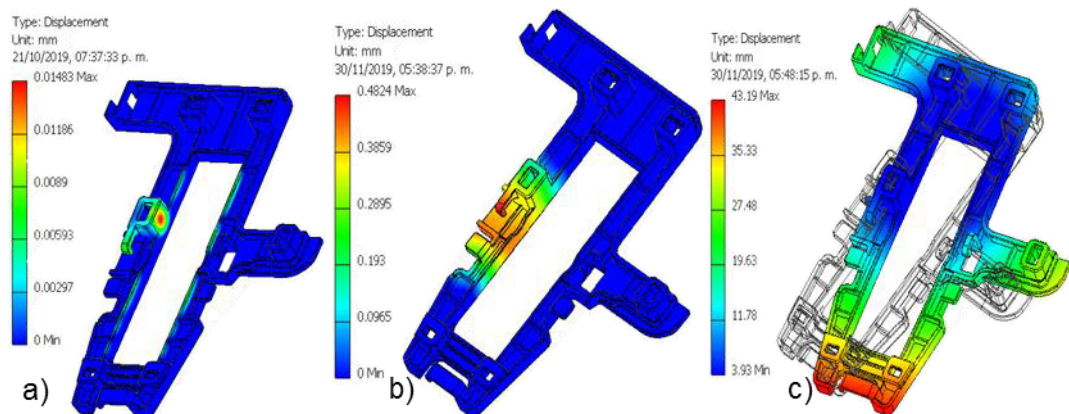 Type: Displacement
Unit: mm
21/10/2019, 07:37:33 p. m.
0.01483 Max
0.01186
0.0089
0.00593
0.00297
0 Min
a)
Type: Displacement
Unit: mm
30/11/2019, 05:38:37 p. m.
0.4824 Max
0.3859
0.2895
0.193
0.0965
0 Min
b)
Type: Displacement
Unit: mm
30/11/2019, 05:48:15 p. m.
43.19 Max
35.33
27.48
19.63
11.78
3.93 Min
c)